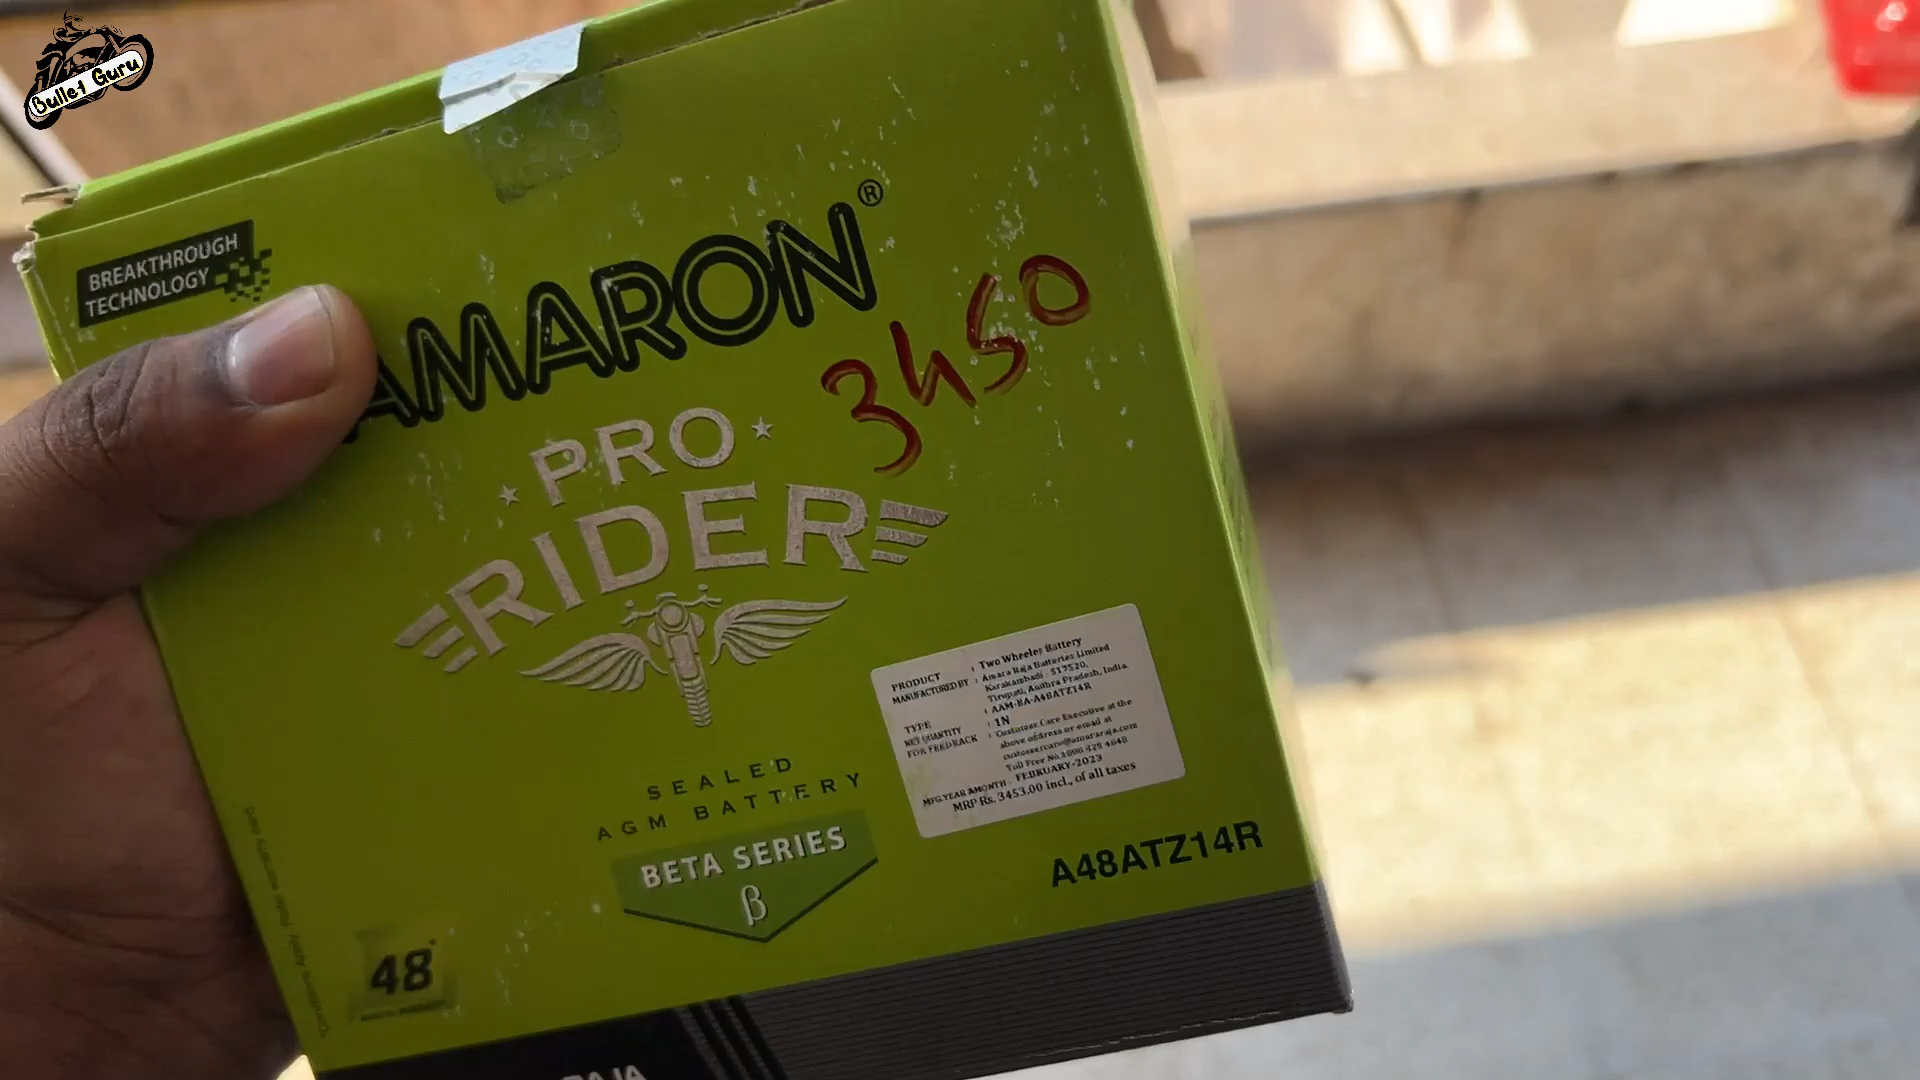 Bullet Guru
BREAKTHROUGH
TECHNOLOGY
AMARON®
3450
PRO
RIDER
PRODUCT : Two Wheeler Battery
MANUFACTURED BY : Amara Raja Batteries Limited
Karakambadi - 517520,
Tirupati, Andhra Pradesh, India.
TYPE : AAM-BA-A48ATZ14R
NET QUANTITY : 1N
FOR FEEDBACK : Customer Care Executive at the
above address or email at
customercare@amararaja.com
Toll Free No.1800 425 4848
MFG.YEAR &MONTH : FEBRUARY-2023
MRP Rs. 3453.00 incl., of all taxes
SEALED
AGM BATTERY
BETA SERIES
β
A48ATZ14R
48*